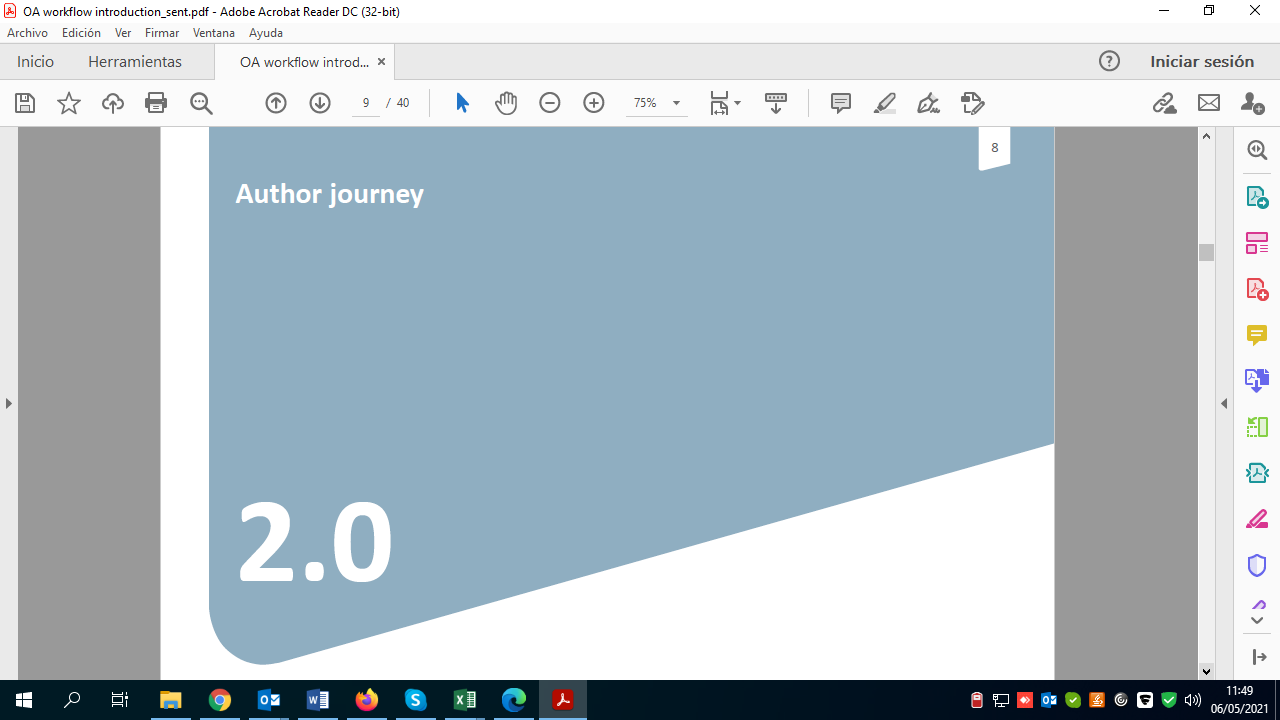 OA workflow introduction_sent.pdf - Adobe Acrobat Reader DC (32-bit)
Archivo Edición Ver Firmar Ventana Ayuda
Inicio Herramientas OA workflow introd... × ? Iniciar sesión
9 / 40 75%
8
Author journey
2.0
11:49
06/05/2021